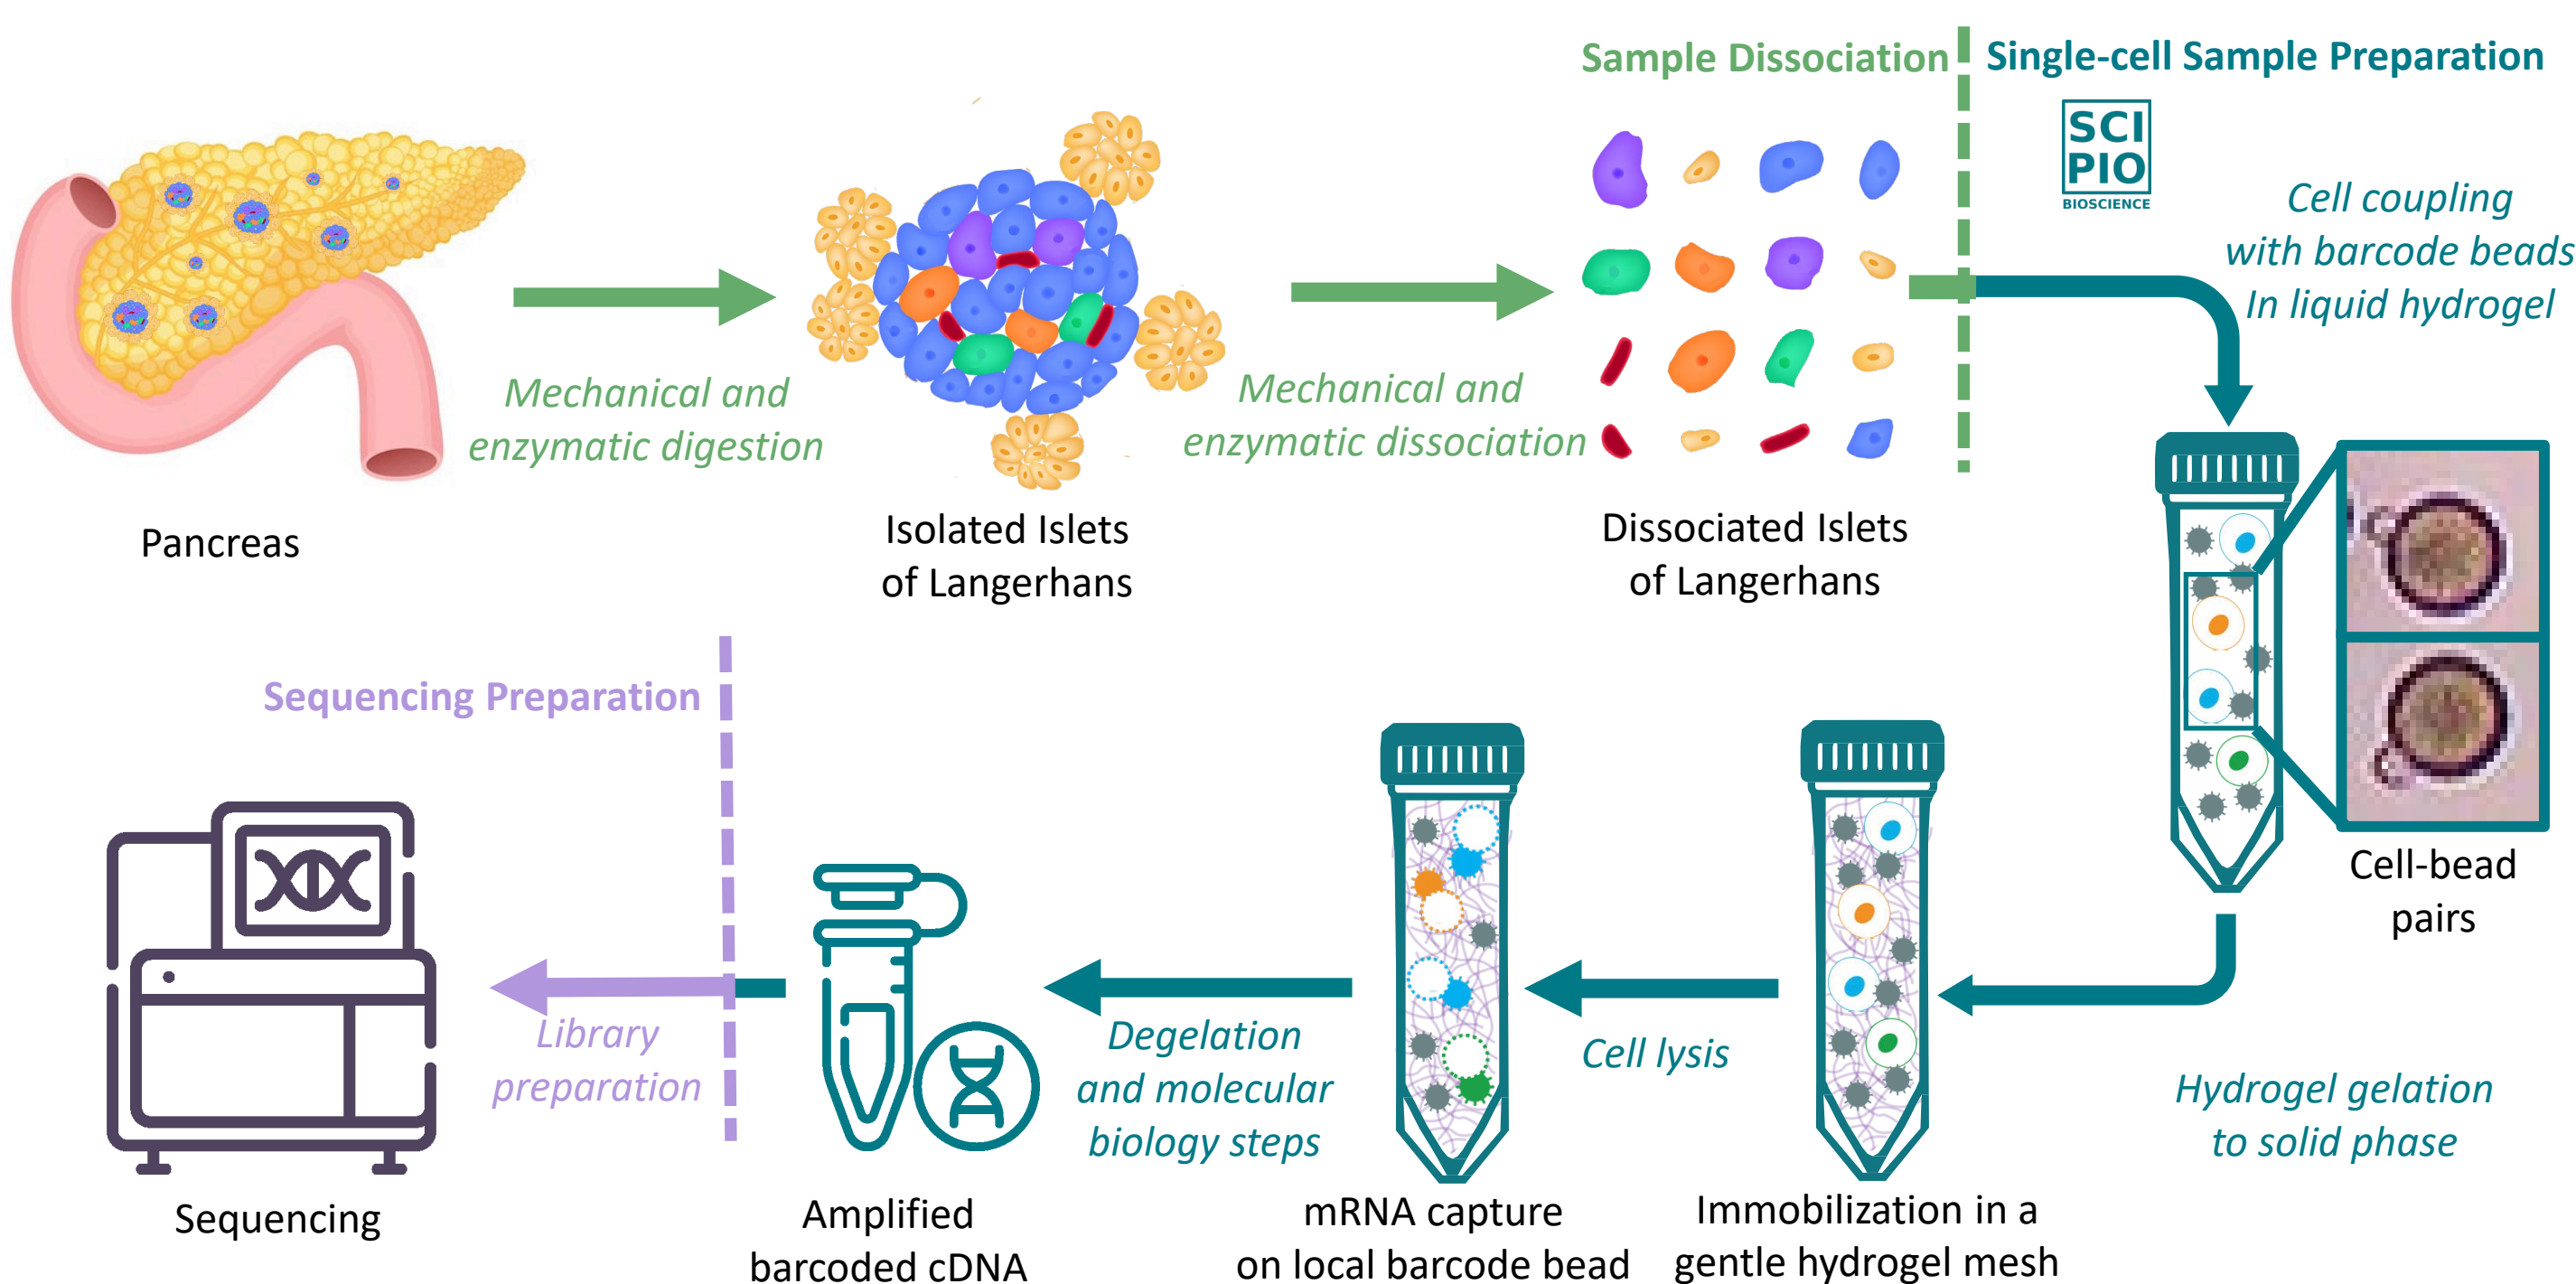 Sample Dissociation
Single-cell Sample Preparation
SCI
PIO
BIOSCIENCE
Cell coupling
with barcode beads
In liquid hydrogel
Mechanical and
enzymatic digestion
Mechanical and
enzymatic dissociation
Pancreas
Isolated Islets
of Langerhans
Dissociated Islets
of Langerhans
Cell-bead
pairs
Hydrogel gelation
to solid phase
Immobilization in a
gentle hydrogel mesh
Cell lysis
mRNA capture
on local barcode bead
Degelation
and molecular
biology steps
Amplified
barcoded cDNA
Sequencing Preparation
Library
preparation
Sequencing